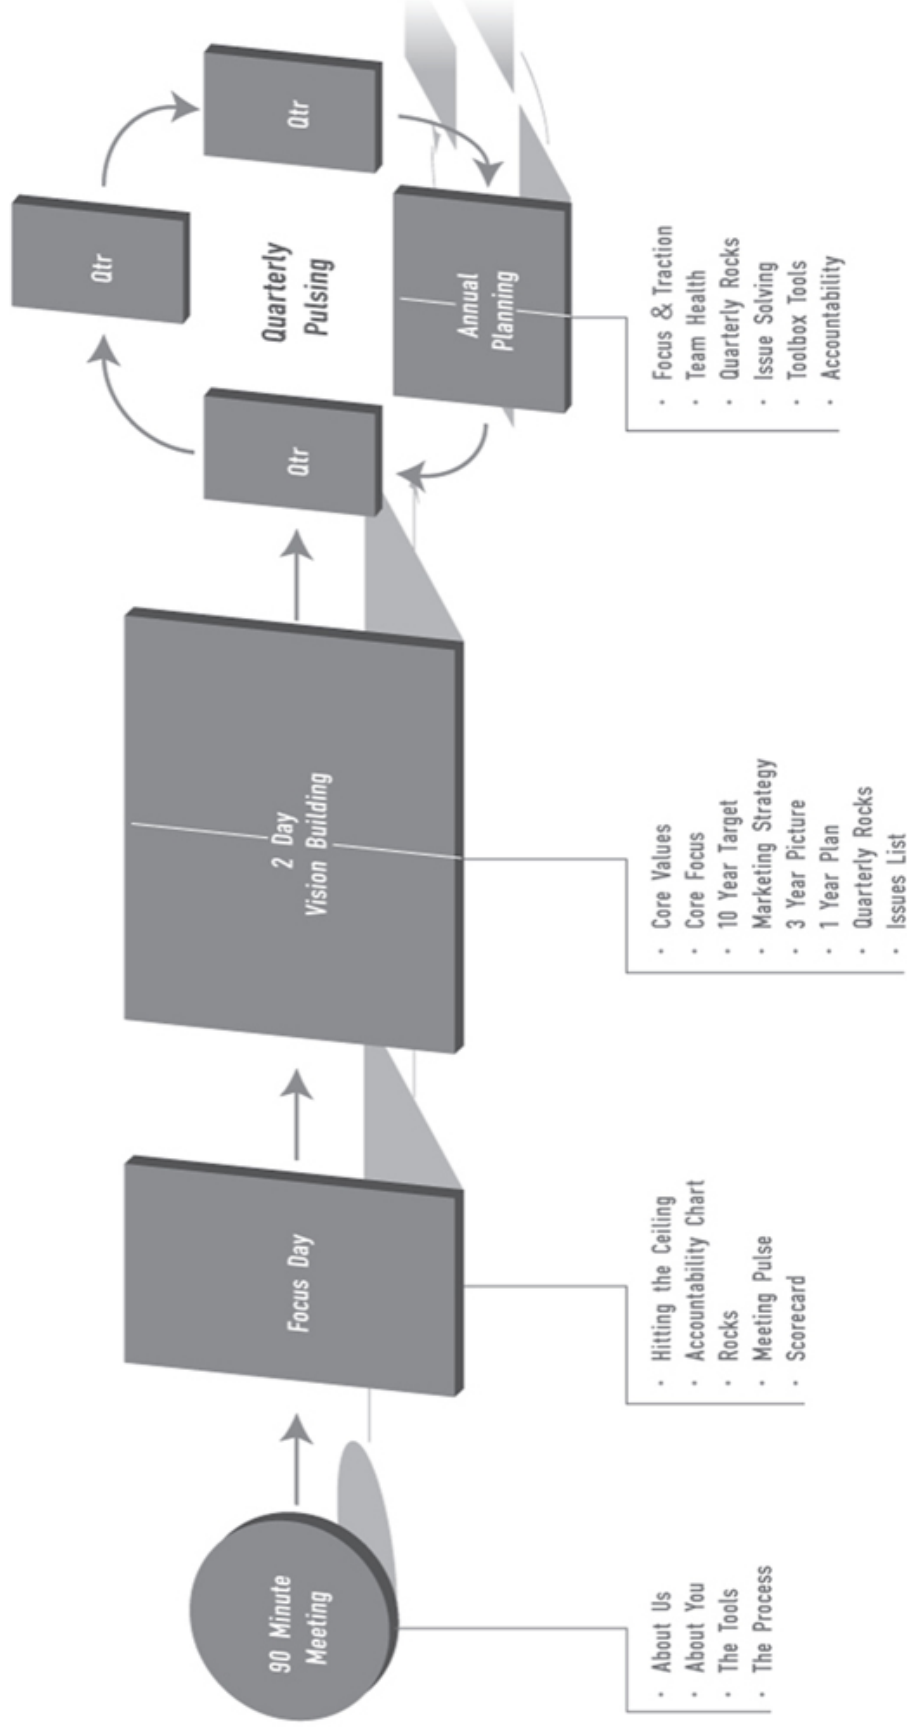 90 Minute
Meeting
· About Us
· About You
· The Tools
· The Process
Focus Day
· Hitting the Ceiling
· Accountability Chart
· Rocks
· Meeting Pulse
· Scorecard
2 Day
Vision Building
· Core Values
· Core Focus
· 10 Year Target
· Marketing Strategy
· 3 Year Picture
· 1 Year Plan
· Quarterly Rocks
· Issues List
Qtr
Qtr
Qtr
Quarterly
Pulsing
Annual
Planning
· Focus & Traction
· Team Health
· Quarterly Rocks
· Issue Solving
· Toolbox Tools
· Accountability